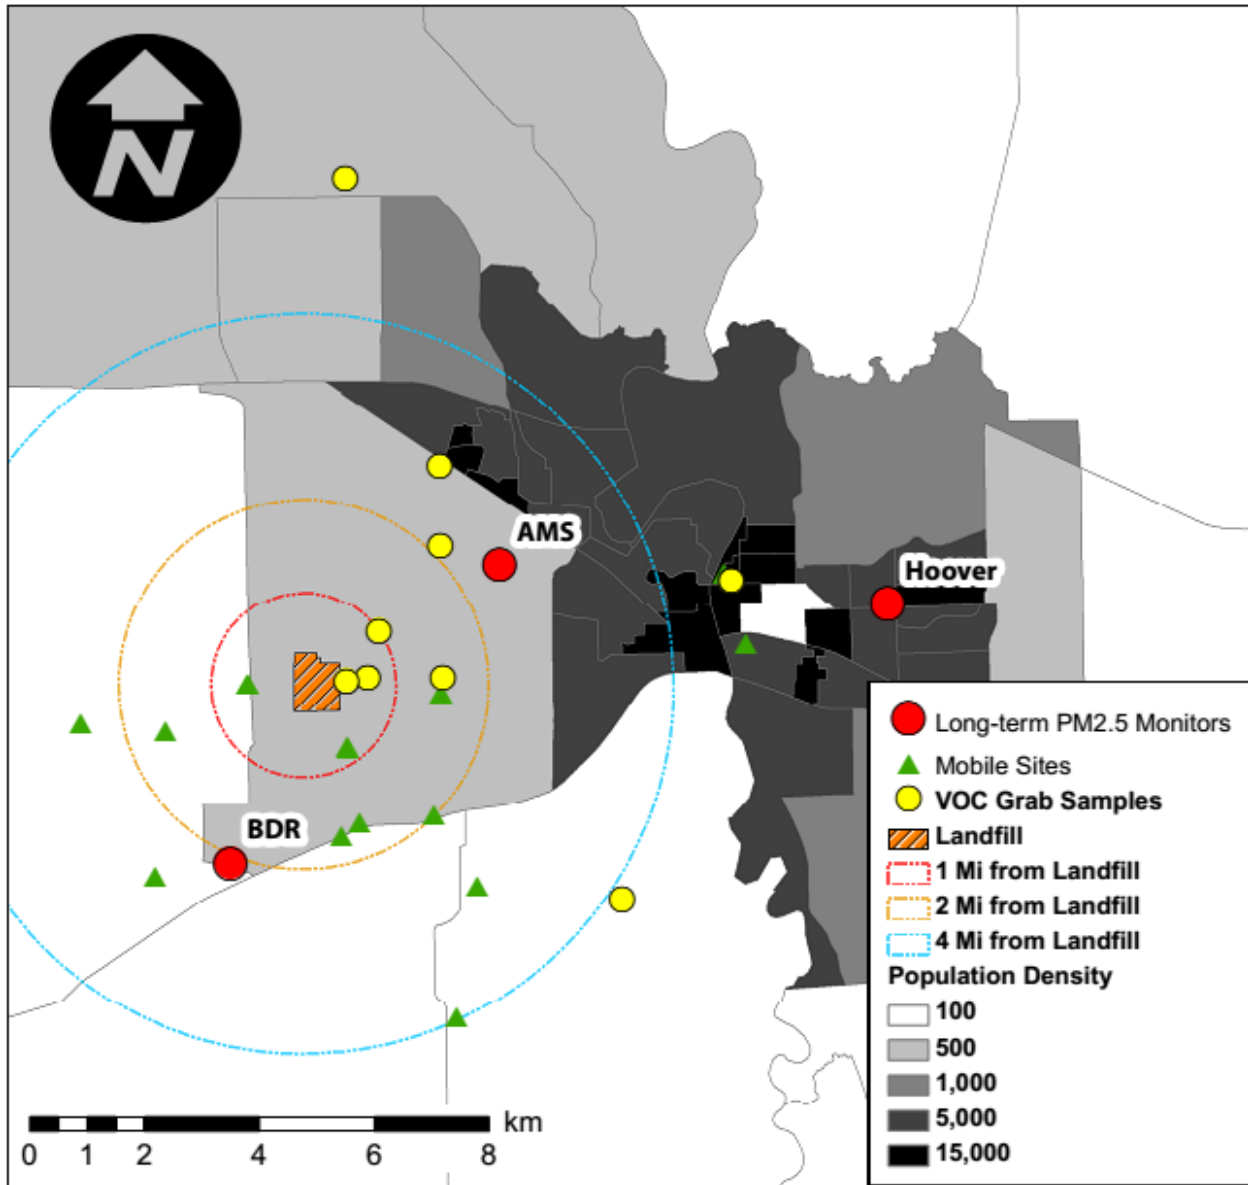 N
AMS
Hoover
BDR
Long-term PM2.5 Monitors
Mobile Sites
VOC Grab Samples
Landfill
1 Mi from Landfill
2 Mi from Landfill
4 Mi from Landfill
Population Density
100
500
1,000
5,000
15,000
km
0 1 2 4 6 8